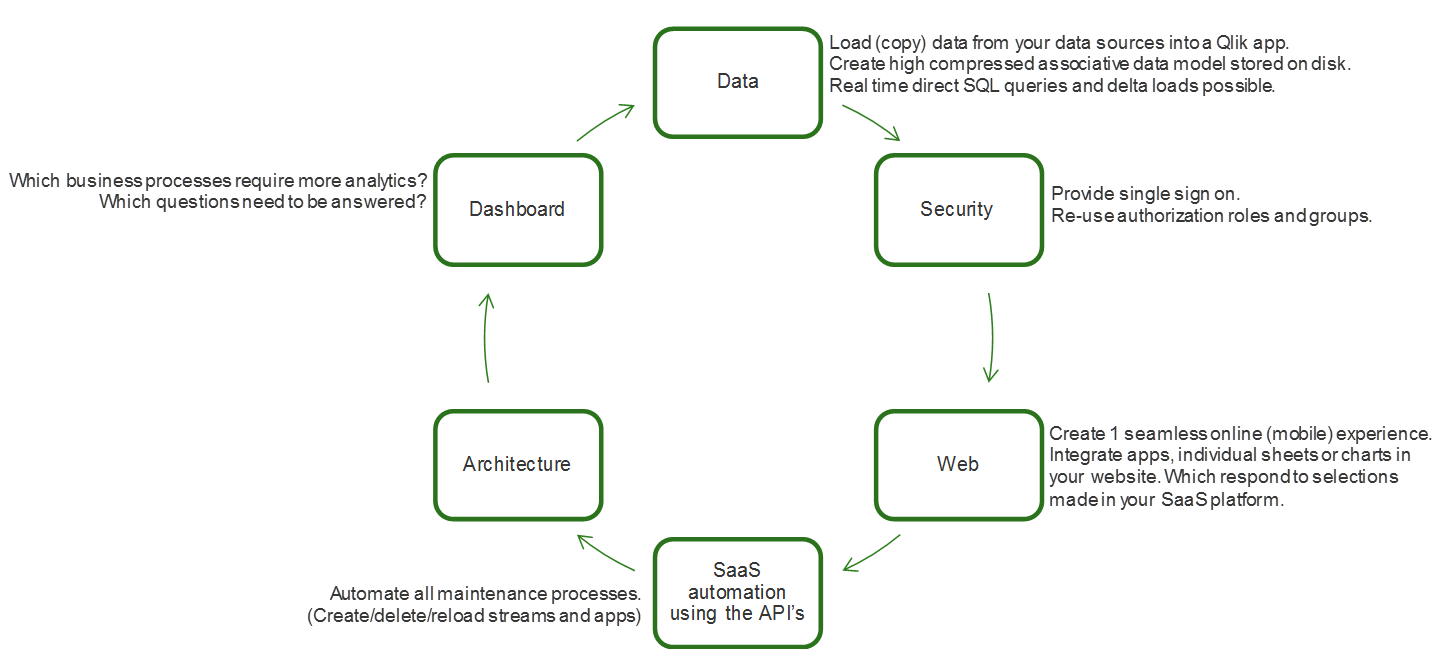 Data
Load (copy) data from your data sources into a Qlik app.
Create high compressed associative data model stored on disk.
Real time direct SQL queries and delta loads possible.
Security
Provide single sign on.
Re-use authorization roles and groups.
Web
Create 1 seamless online (mobile) experience.
Integrate apps, individual sheets or charts in
your website. Which respond to selections
made in your SaaS platform.
SaaS
automation
using the API's
Automate all maintenance processes.
(Create/delete/reload streams and apps)
Architecture
Dashboard
Which business processes require more analytics?
Which questions need to be answered?